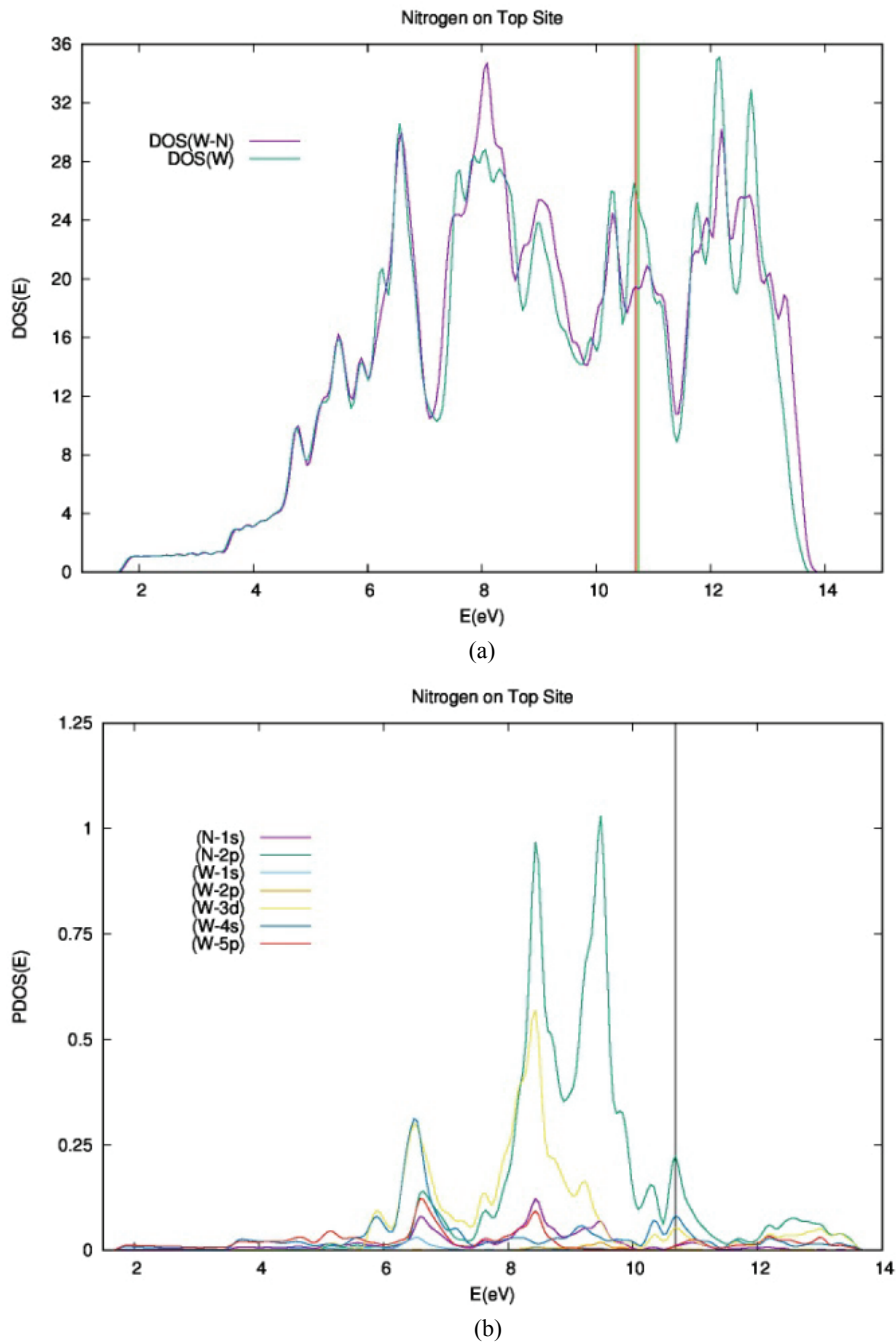 Nitrogen on Top Site
36
32
28
24
20
16
12
8
4
0
DOS(E)
DOS(W-N)
DOS(W)
2 4 6 8 10 12 14
E(eV)
(a)
Nitrogen on Top Site
1.25
1
0.75
0.5
0.25
0
PDOS(E)
(N-1s)
(N-2p)
(W-1s)
(W-2p)
(W-3d)
(W-4s)
(W-5p)
2 4 6 8 10 12 14
E(eV)
(b)